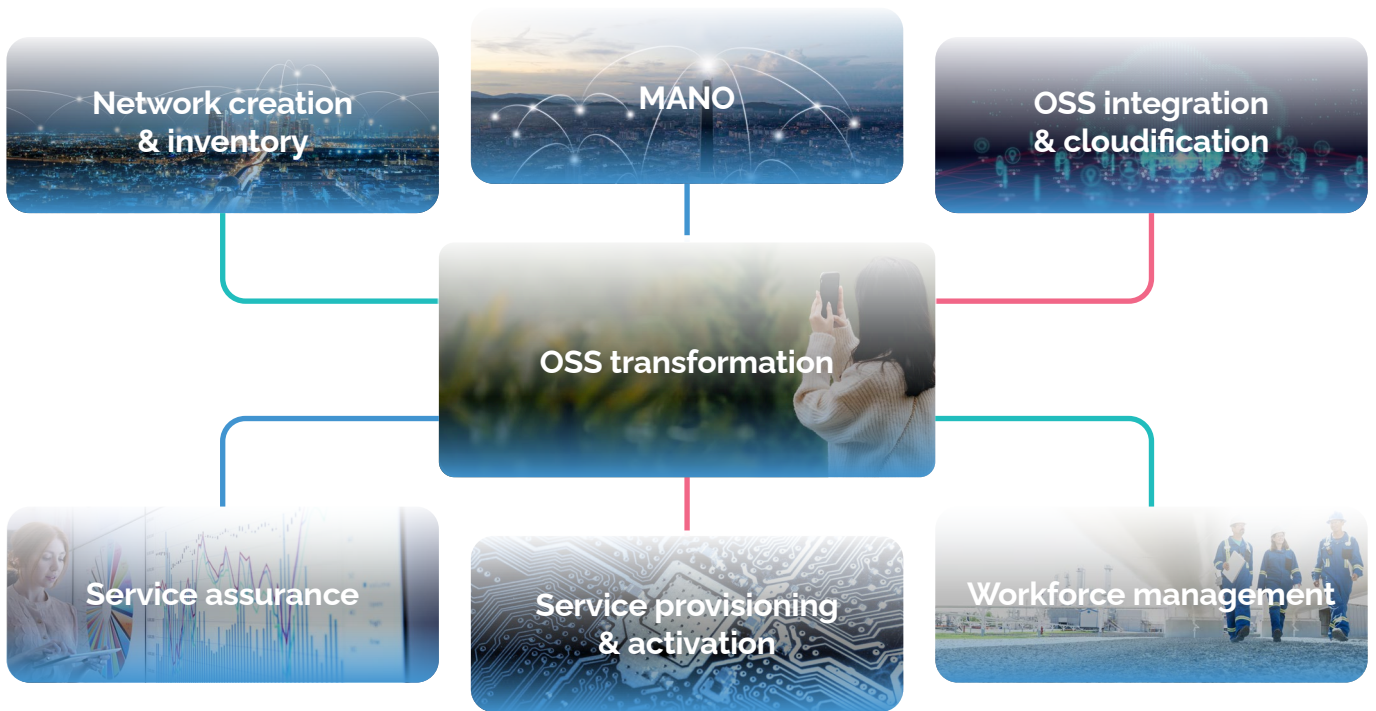 Network creation
& inventory
MANO
OSS integration
& cloudification
OSS transformation
Service assurance
Service provisioning
& activation
Workforce management